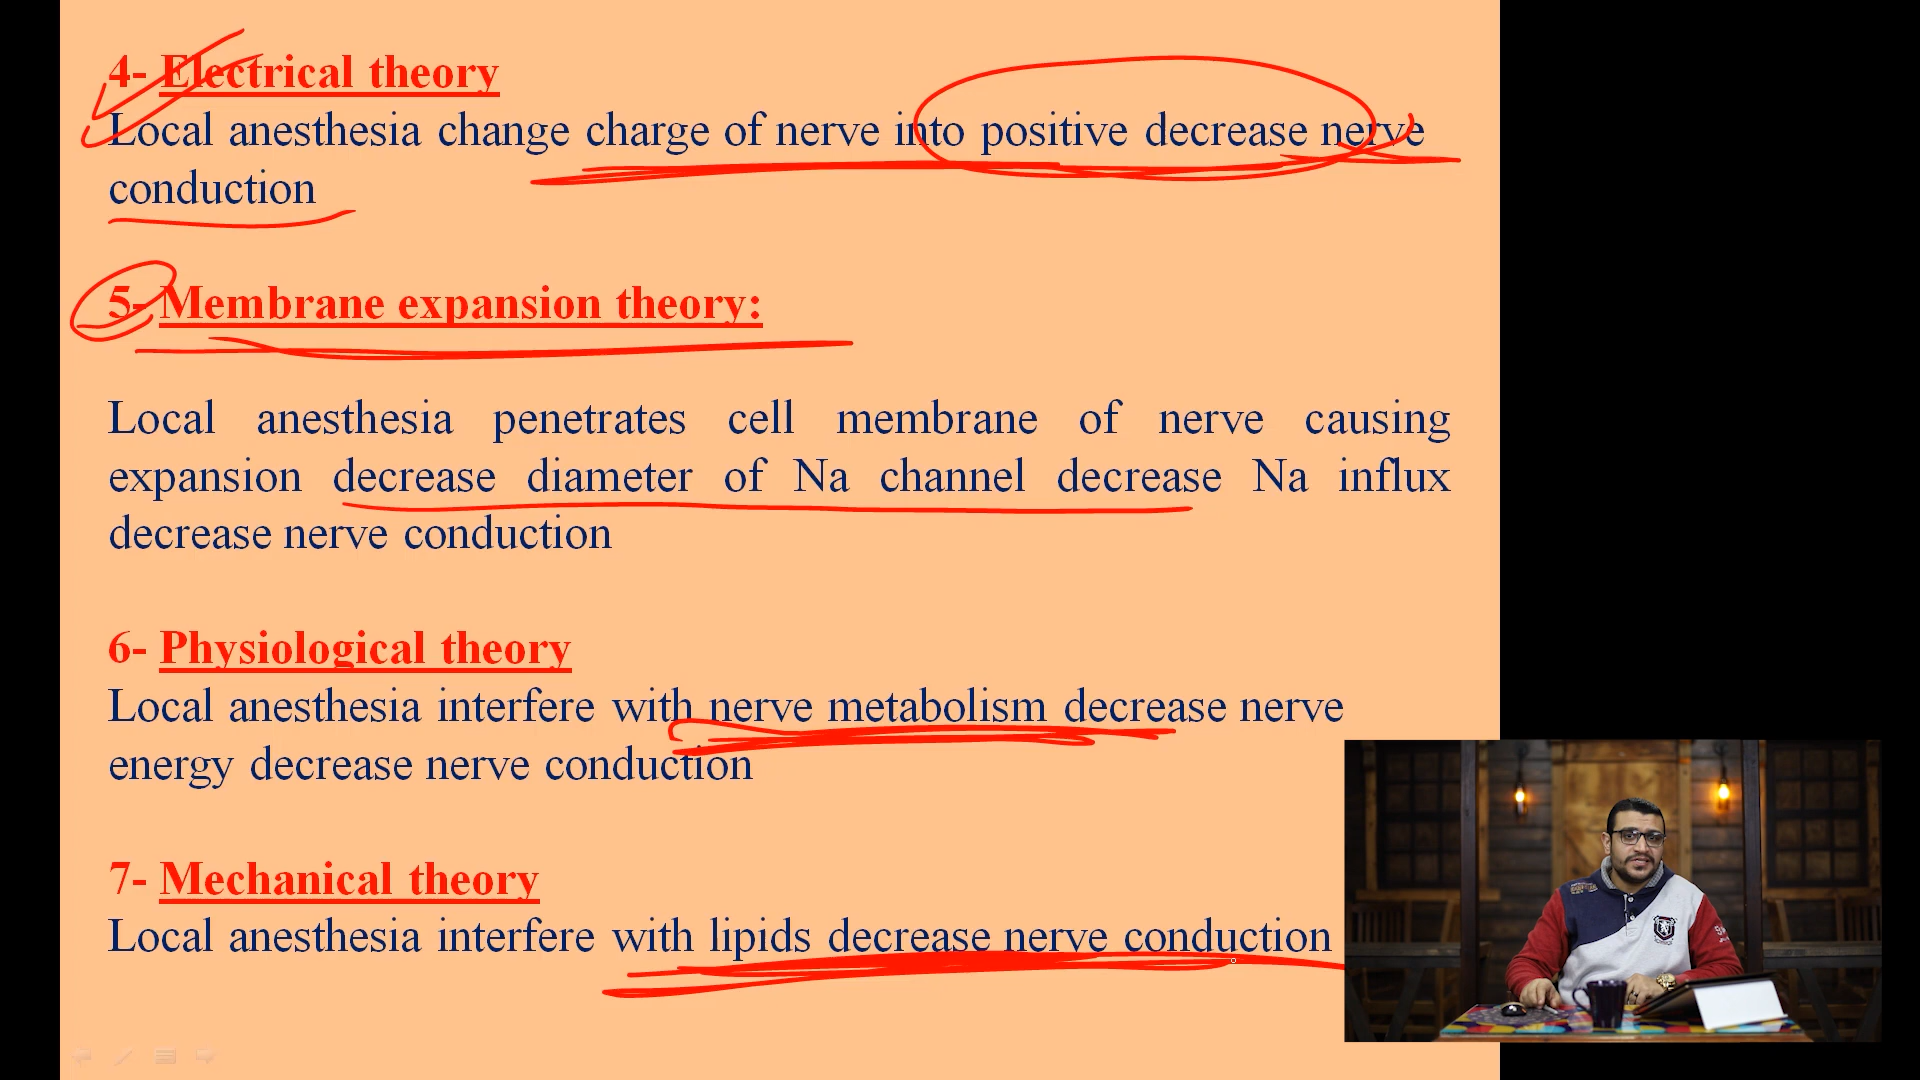 4- Electrical theory
Local anesthesia change charge of nerve into positive decrease nerve
conduction
5- Membrane expansion theory:
Local anesthesia penetrates cell membrane of nerve causing
expansion decrease diameter of Na channel decrease Na influx
decrease nerve conduction
6- Physiological theory
Local anesthesia interfere with nerve metabolism decrease nerve
energy decrease nerve conduction
7- Mechanical theory
Local anesthesia interfere with lipids decrease nerve conduction